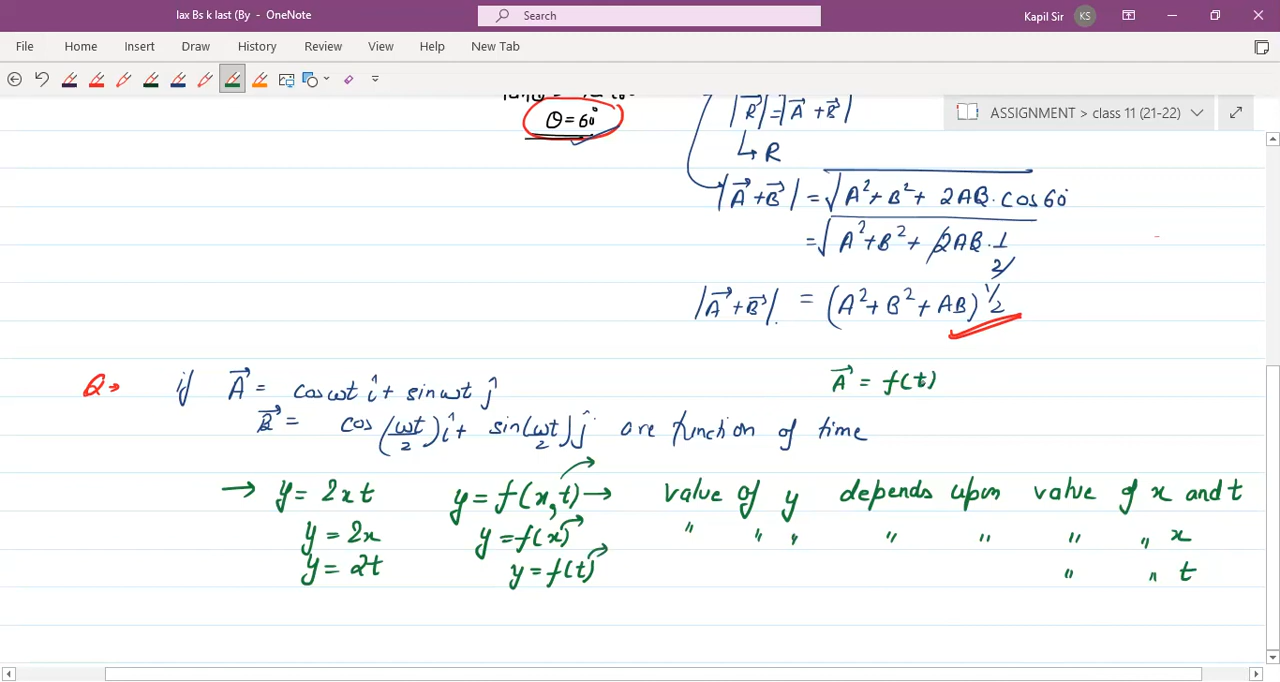 lax Bs k last (By - OneNote
Search
Kapil Sir KS
File Home Insert Draw History Review View Help New Tab
ASSIGNMENT > class 11 (21-22)
θ = 60°
|R⃗| = |A⃗ + B⃗|
↳ R
|A⃗ + B⃗| = √A² + B² + 2AB · cos 60°
= √A² + B² + 2AB · 1/2
|A⃗ + B⃗| = (A² + B² + AB)^1/2
Q → if A⃗ = cos ωt î + sin ωt ĵ
A⃗ = f(t)
B⃗ = cos (ωt/2) î + sin (ωt/2) ĵ are function of time
→ y = 2xt y = f(x, t) → value of y depends upon value of x and t
y = 2x y = f(x) " " " " " " " x
y = 2t y = f(t) " " t